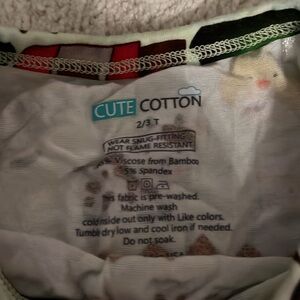 CUTE COTTON
2/3 T
WEAR SNUG-FITTING
NOT FLAME RESISTANT
Viscose from Bamboo
5% Spandex
This fabric is pre-washed.
Machine wash
cold inside out only with Like colors.
Tumble dry low and cool iron if needed.
Do not soak.
USA